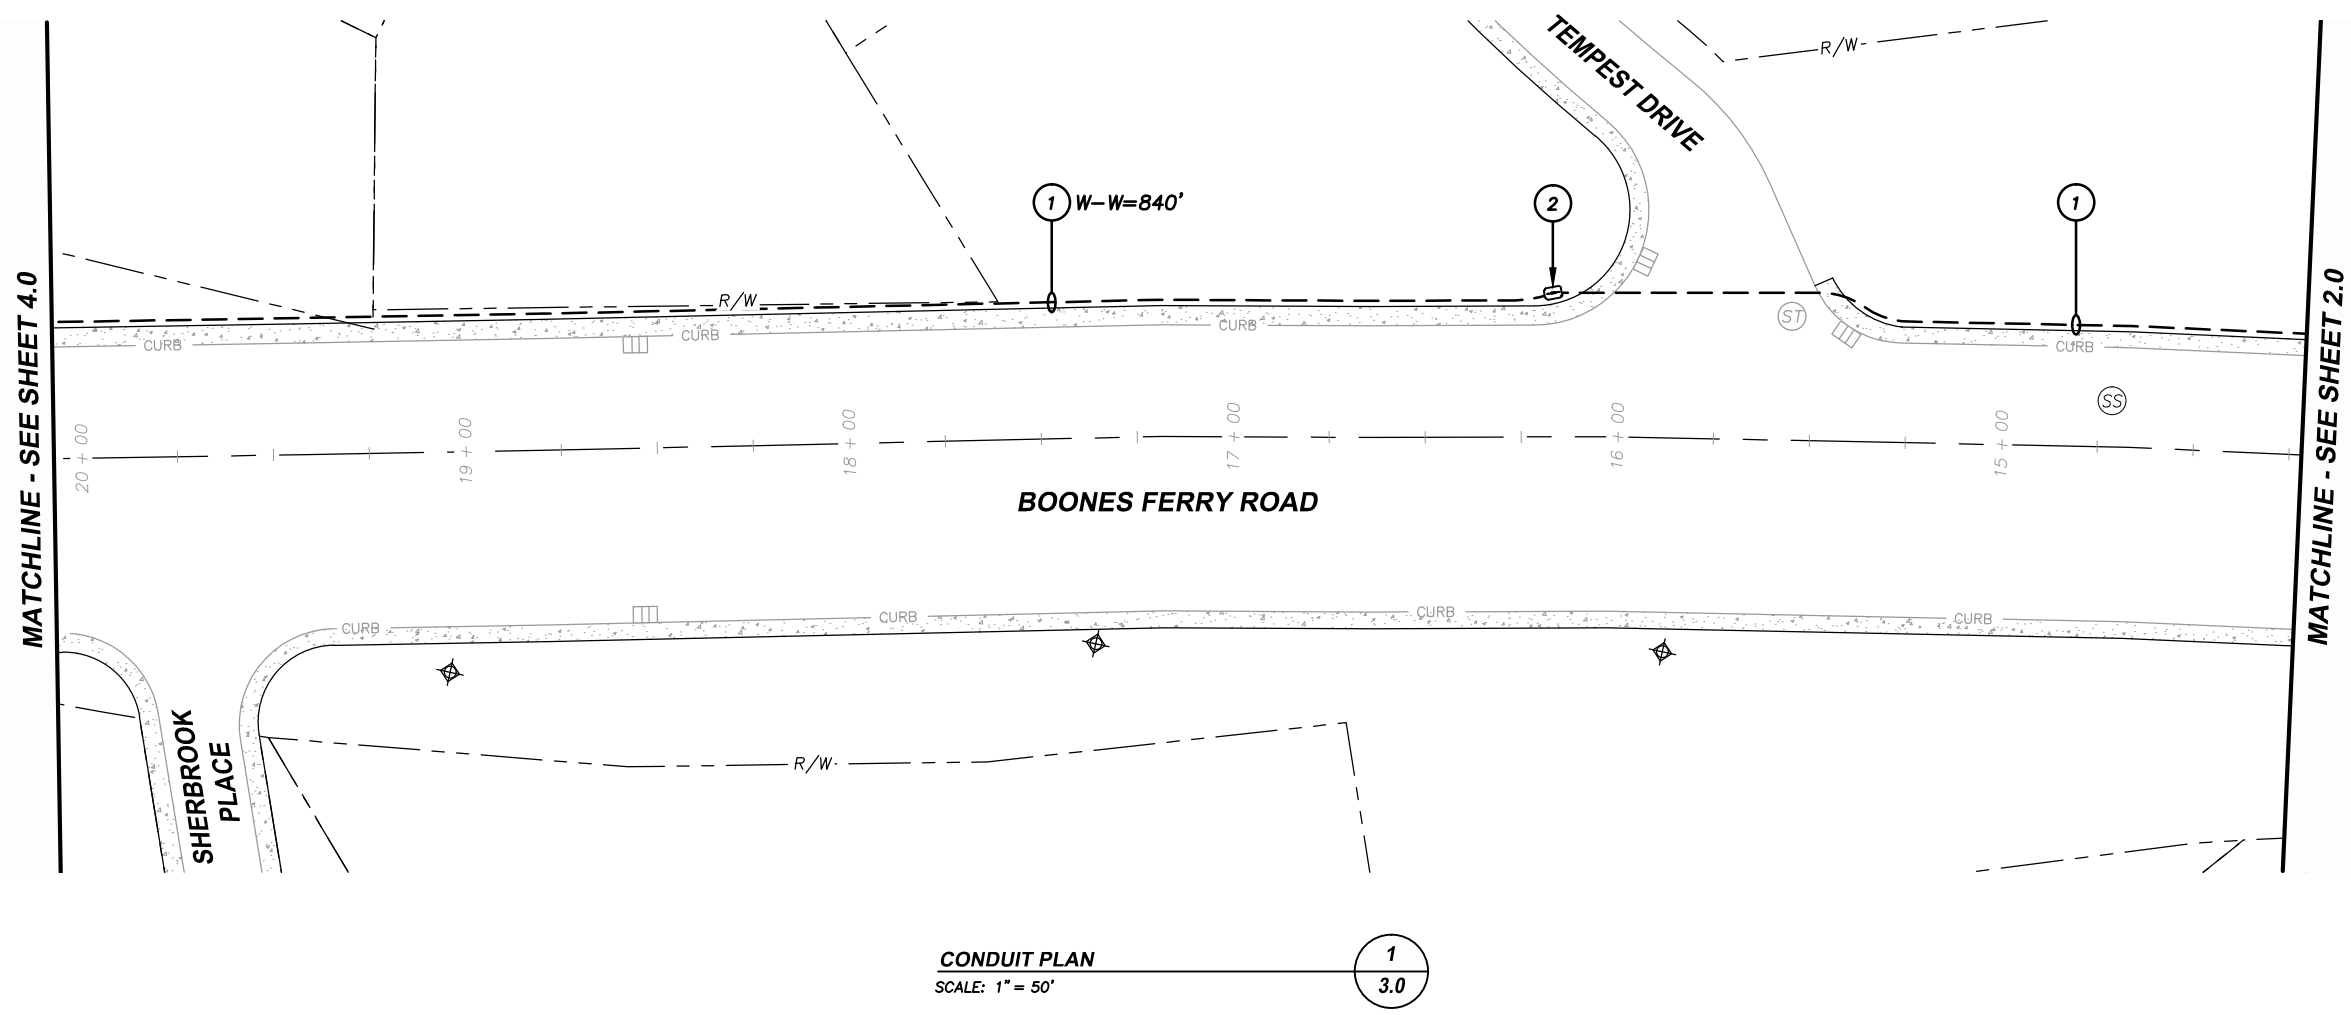 TEMPEST DRIVE
R/W
1 W-W=840'
2
1
MATCHLINE - SEE SHEET 4.0
MATCHLINE - SEE SHEET 2.0
R/W
ST
CURB
CURB
CURB
CURB
SS
20 + 00
19 + 00
18 + 00
17 + 00
16 + 00
15 + 00
BOONES FERRY ROAD
CURB
CURB
CURB
CURB
SHERBROOK
PLACE
R/W
CONDUIT PLAN
SCALE: 1" = 50'
1
3.0